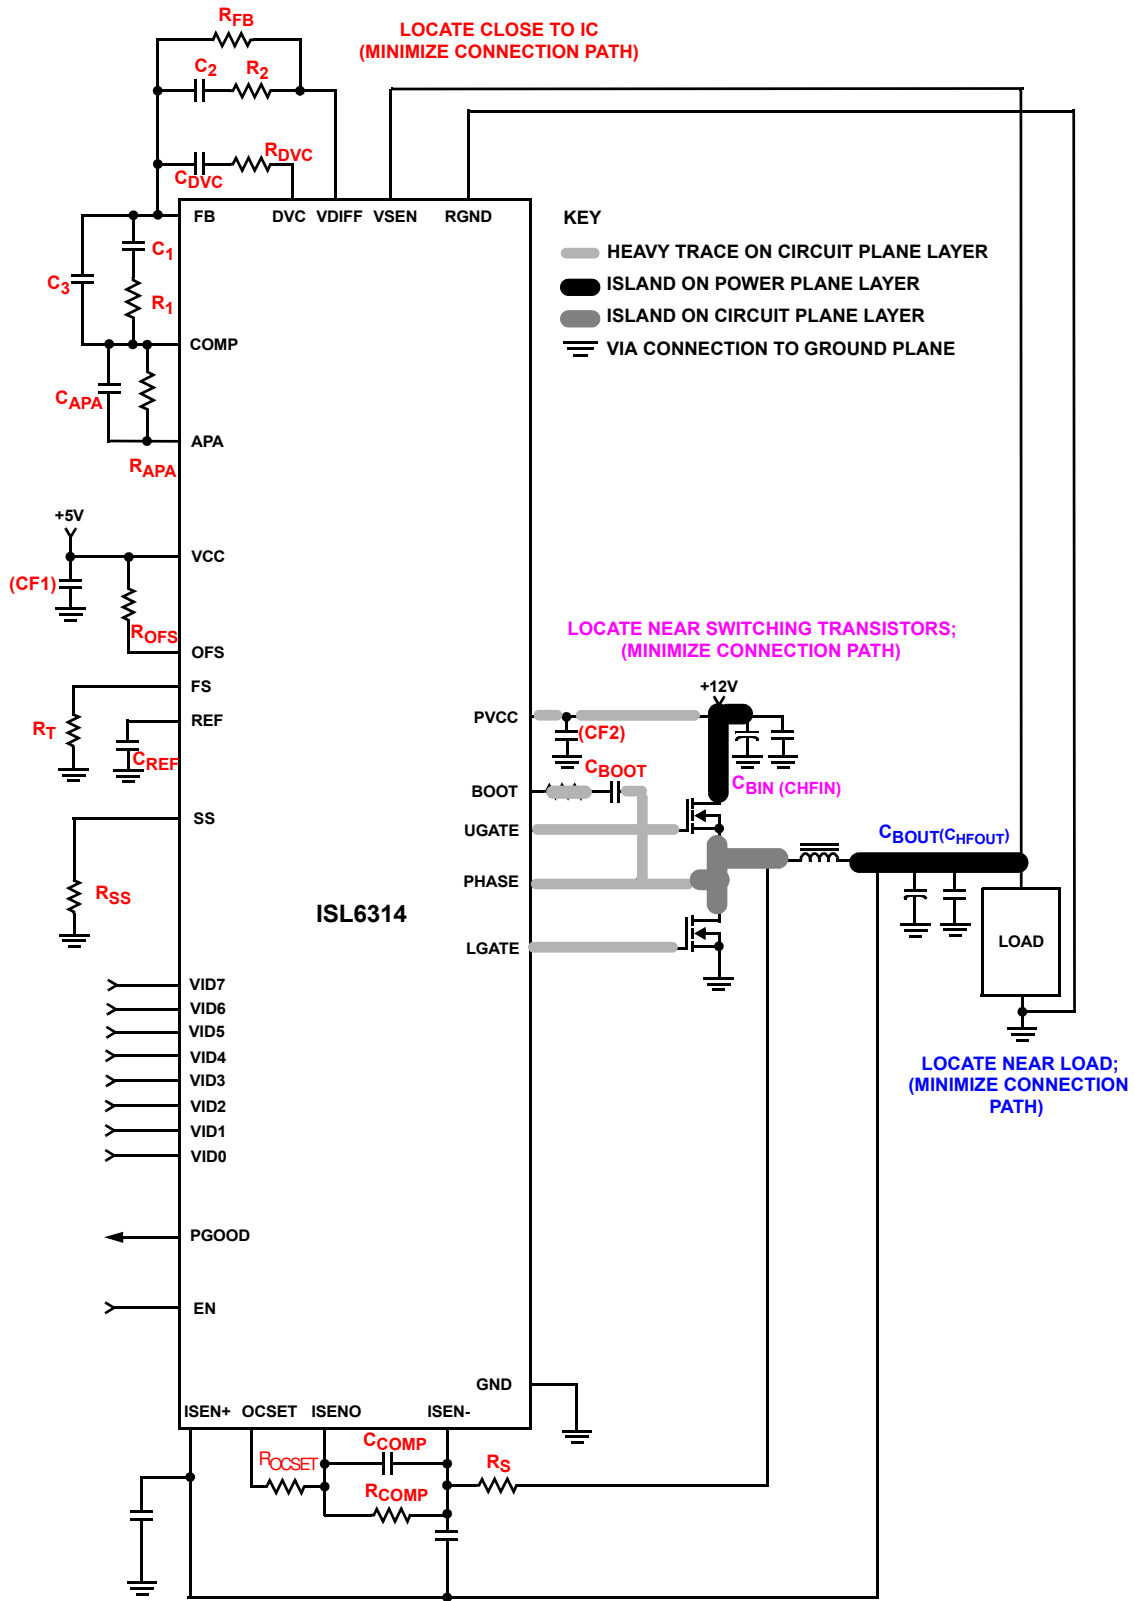 RFB
LOCATE CLOSE TO IC
(MINIMIZE CONNECTION PATH)
C2
R2
RDVC
CDVC
FB
DVC
VDIFF
VSEN
RGND
KEY
HEAVY TRACE ON CIRCUIT PLANE LAYER
ISLAND ON POWER PLANE LAYER
ISLAND ON CIRCUIT PLANE LAYER
VIA CONNECTION TO GROUND PLANE
C1
C3
R1
COMP
CAPA
APA
RAPA
+5V
VCC
(CF1)
ROFS
OFS
LOCATE NEAR SWITCHING TRANSISTORS;
(MINIMIZE CONNECTION PATH)
FS
+12V
REF
PVCC
RT
(CF2)
CREF
CBOOT
CBIN (CHFIN)
BOOT
SS
UGATE
CBOUT(CHFOUT)
PHASE
RSS
ISL6314
LGATE
LOAD
VID7
VID6
VID5
VID4
VID3
VID2
VID1
VID0
LOCATE NEAR LOAD;
(MINIMIZE CONNECTION
PATH)
PGOOD
EN
GND
ISEN+
OCSET
ISENO
ISEN-
CCOMP
ROCSET
RS
RCOMP